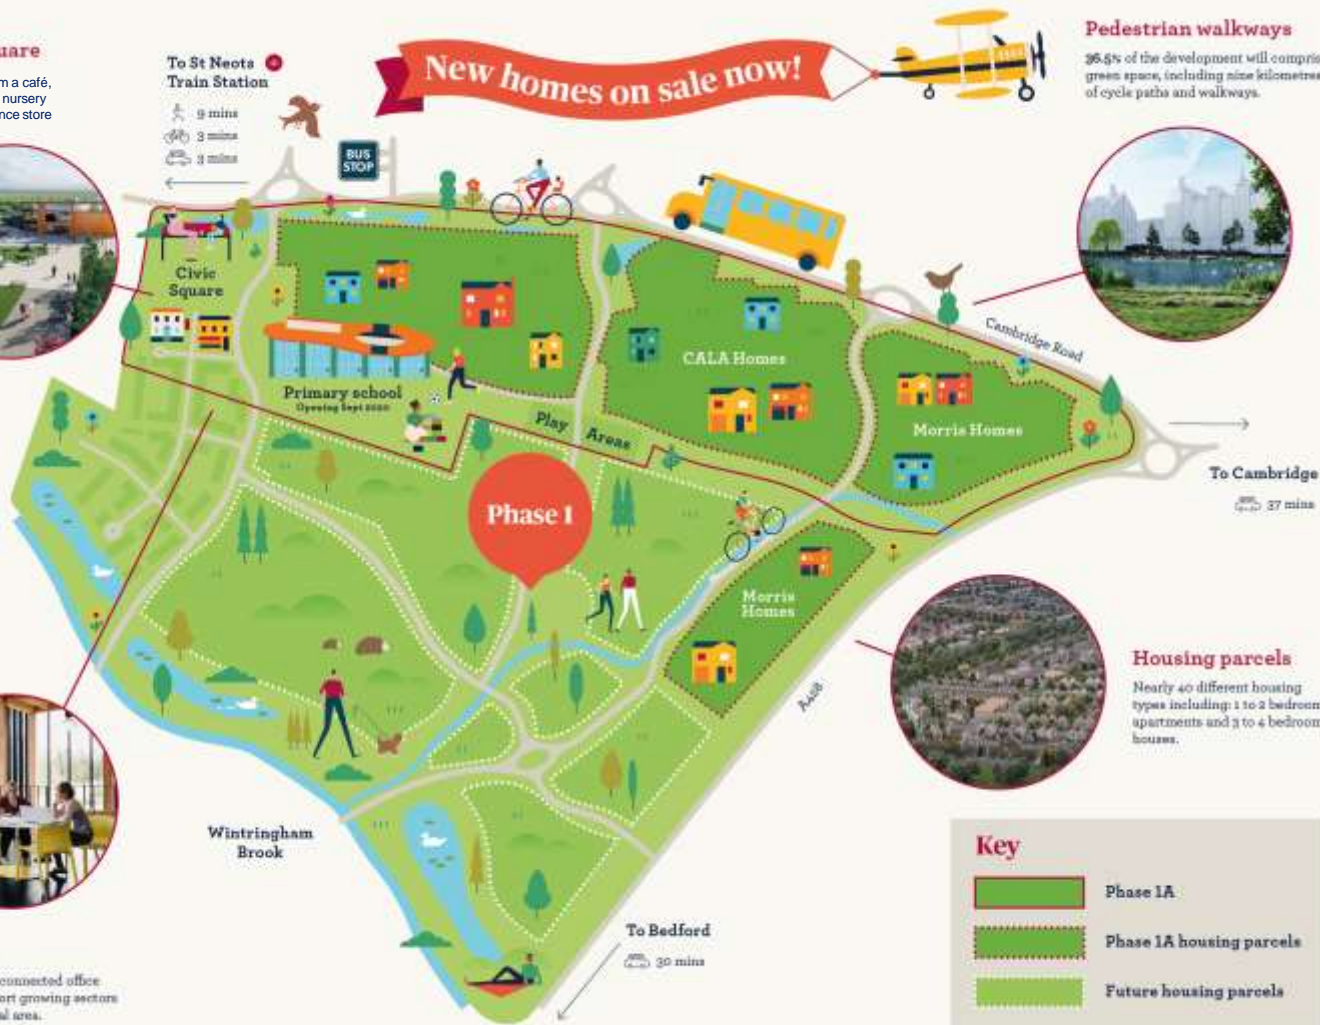 uare
m a café,
nursery
nce store
To St Neots
Train Station
9 mins
3 mins
3 mins
BUS
STOP
New homes on sale now!
Pedestrian walkways
36.5% of the development will compris
green space, including nine kilometres
of cycle paths and walkways.
Civic
Square
Primary school
Opening Sept 2020
CALA Homes
Cambridge Road
Morris Homes
Play Areas
To Cambridge
37 mins
Phase 1
Morris
Homes
A428
Housing parcels
Nearly 40 different housing
types including: 1 to 2 bedroom
apartments and 3 to 4 bedroom
houses.
Wintringham
Brook
To Bedford
30 mins
connected office
ort growing sectors
al area.
Key
Phase 1A
Phase 1A housing parcels
Future housing parcels